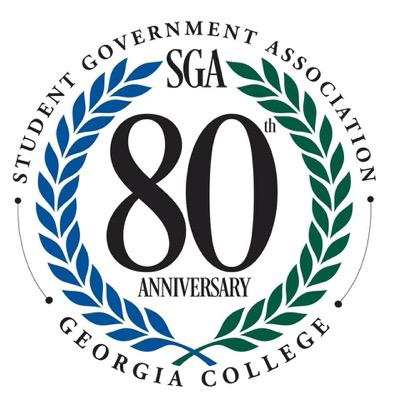 STUDENT GOVERNMENT ASSOCIATION
SGA
80th
ANNIVERSARY
GEORGIA COLLEGE